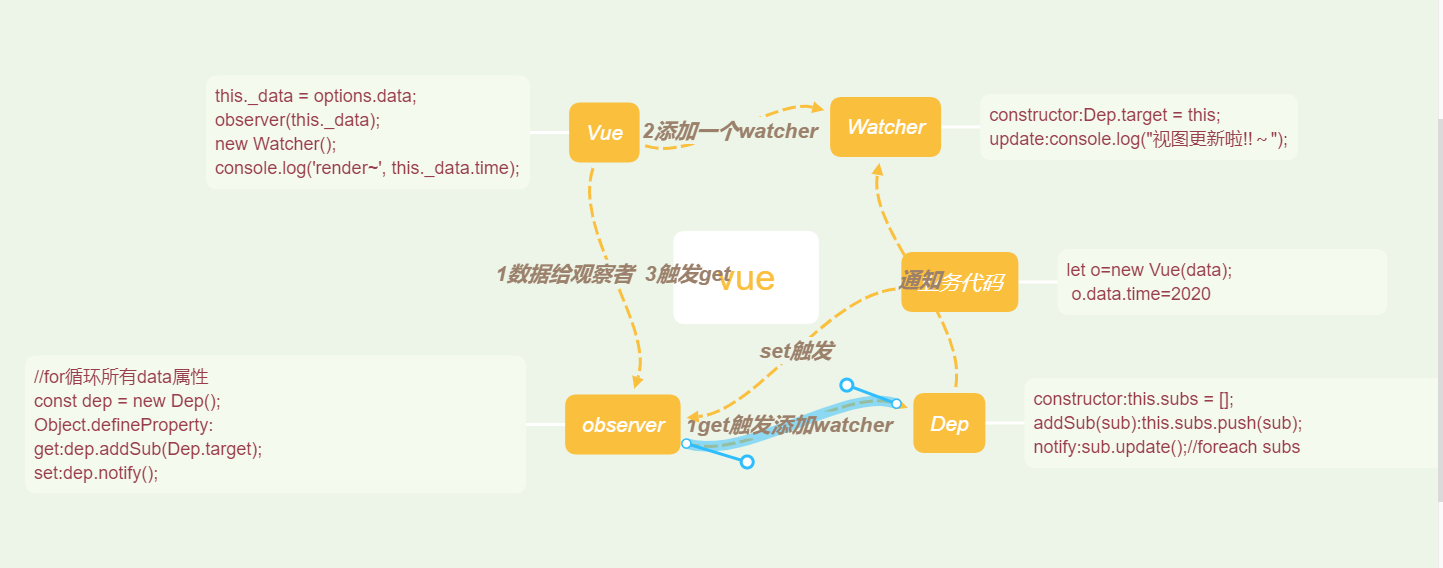 this._data = options.data;
observer(this._data);
new Watcher();
console.log('render~', this._data.time);
Vue
2添加一个watcher
Watcher
constructor:Dep.target = this;
update:console.log("视图更新啦!! ~ ");
1数据给观察者 3触发get
vue
通知
务代码
let o=new Vue(data);
o.data.time=2020
set触发
//for循环所有data属性
const dep = new Dep();
Object.defineProperty:
get:dep.addSub(Dep.target);
set:dep.notify();
observer
1get触发添加watcher
Dep
constructor:this.subs = [];
addSub(sub):this.subs.push(sub);
notify:sub.update();//foreach subs